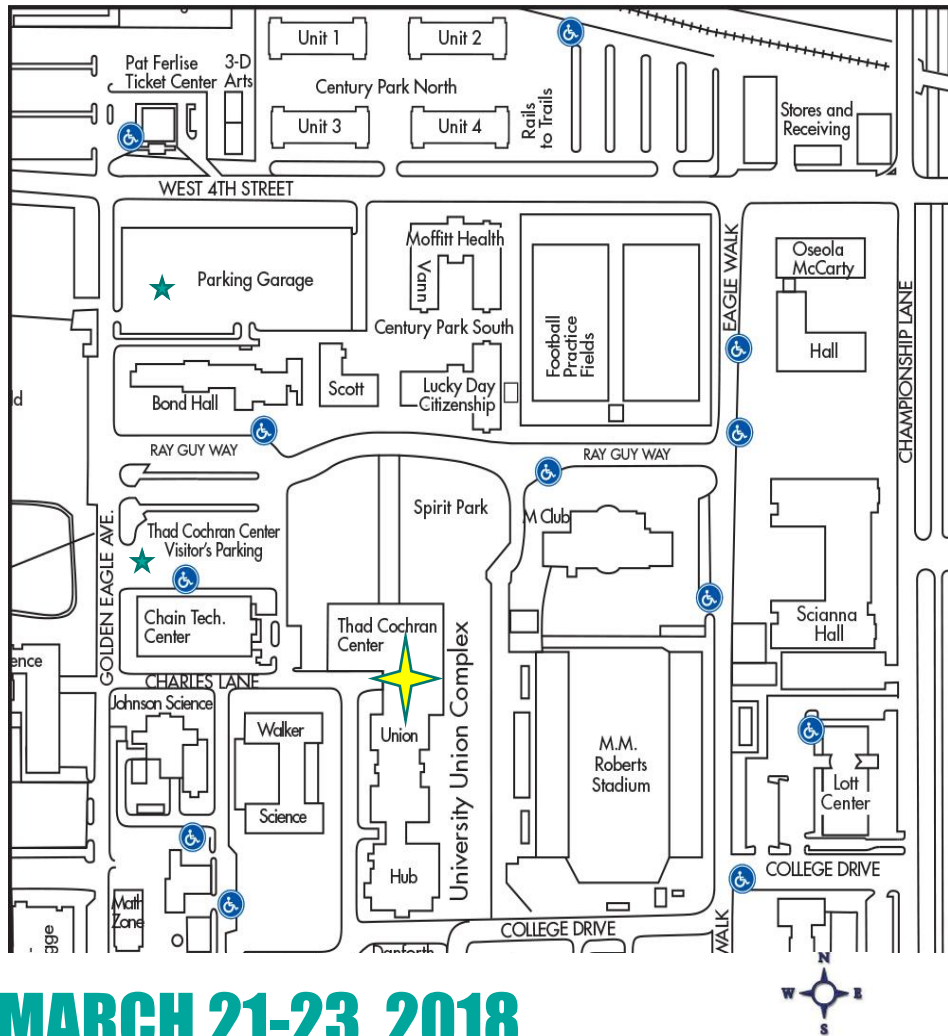 Unit 1
Unit 2
Pat Ferlise
Ticket Center
3-D
Arts
Century Park North
Unit 3
Unit 4
Rails
to Trails
Stores and
Receiving
WEST 4TH STREET
Moffitt Health
Vann
Parking Garage
Century Park South
Football
Practice
Fields
EAGLE WALK
Oseola
McCarty
Hall
CHAMPIONSHIP LANE
Bond Hall
Scott
Lucky Day
Citizenship
RAY GUY WAY
RAY GUY WAY
Spirit Park
M Club
GOLDEN EAGLE AVE.
Thad Cochran Center
Visitor's Parking
Chain Tech.
Center
Thad Cochran
Center
Scianna
Hall
ence
CHARLES LANE
Johnson Science
Walker
Science
Union
University Union Complex
M.M.
Roberts
Stadium
Lott
Center
Hub
COLLEGE DRIVE
Math
Zone
gge
COLLEGE DRIVE
WALK
Danforth
N
W E
S
MARCH 21-23, 2018